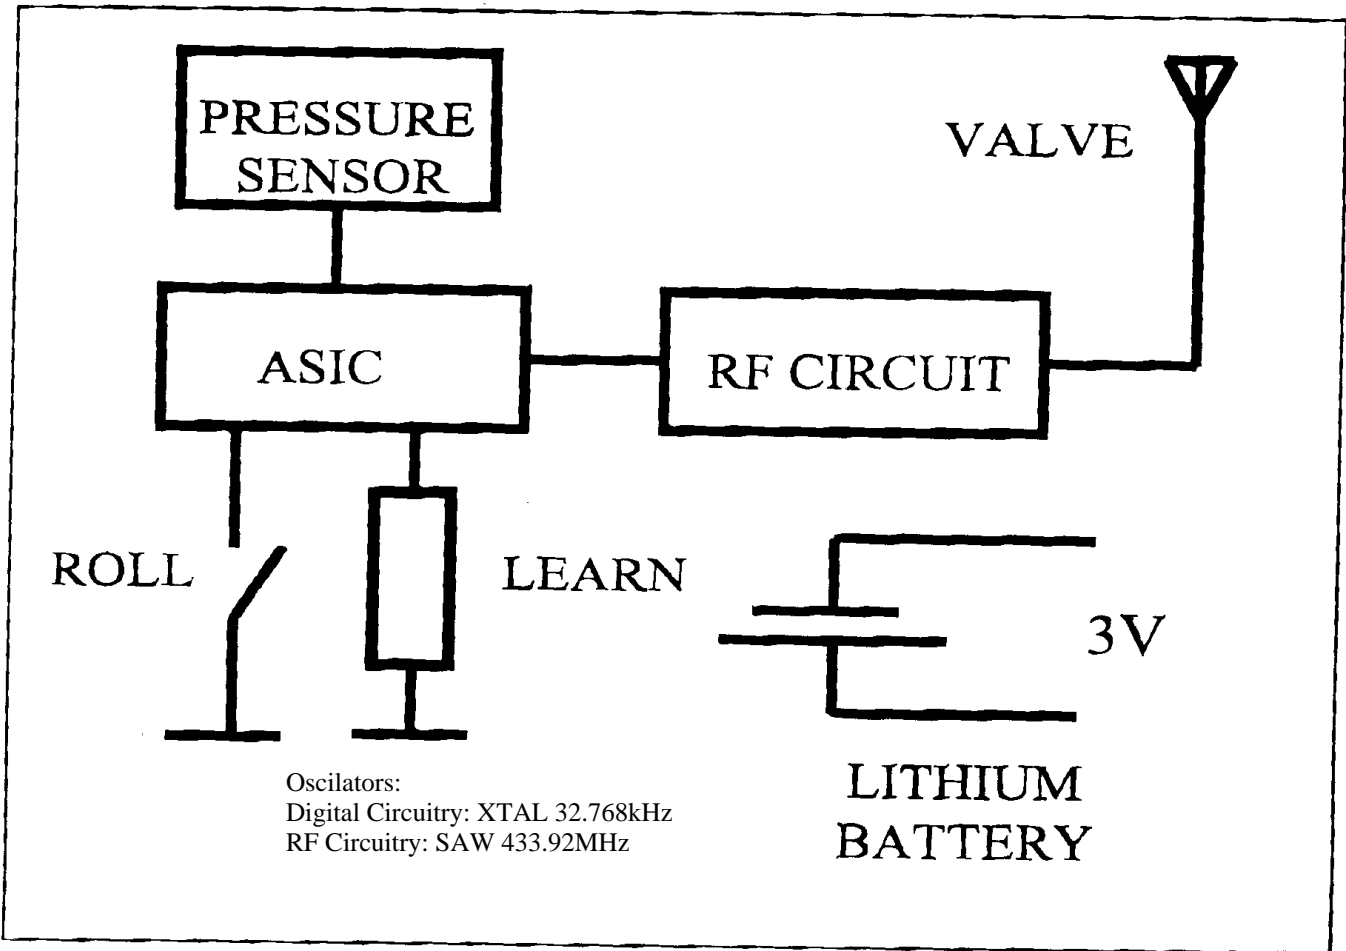 PRESSURE
SENSOR
VALVE
ASIC
RF CIRCUIT
ROLL
LEARN
3V
LITHIUM
BATTERY
Oscilators:
Digital Circuitry: XTAL 32.768kHz
RF Circuitry: SAW 433.92MHz